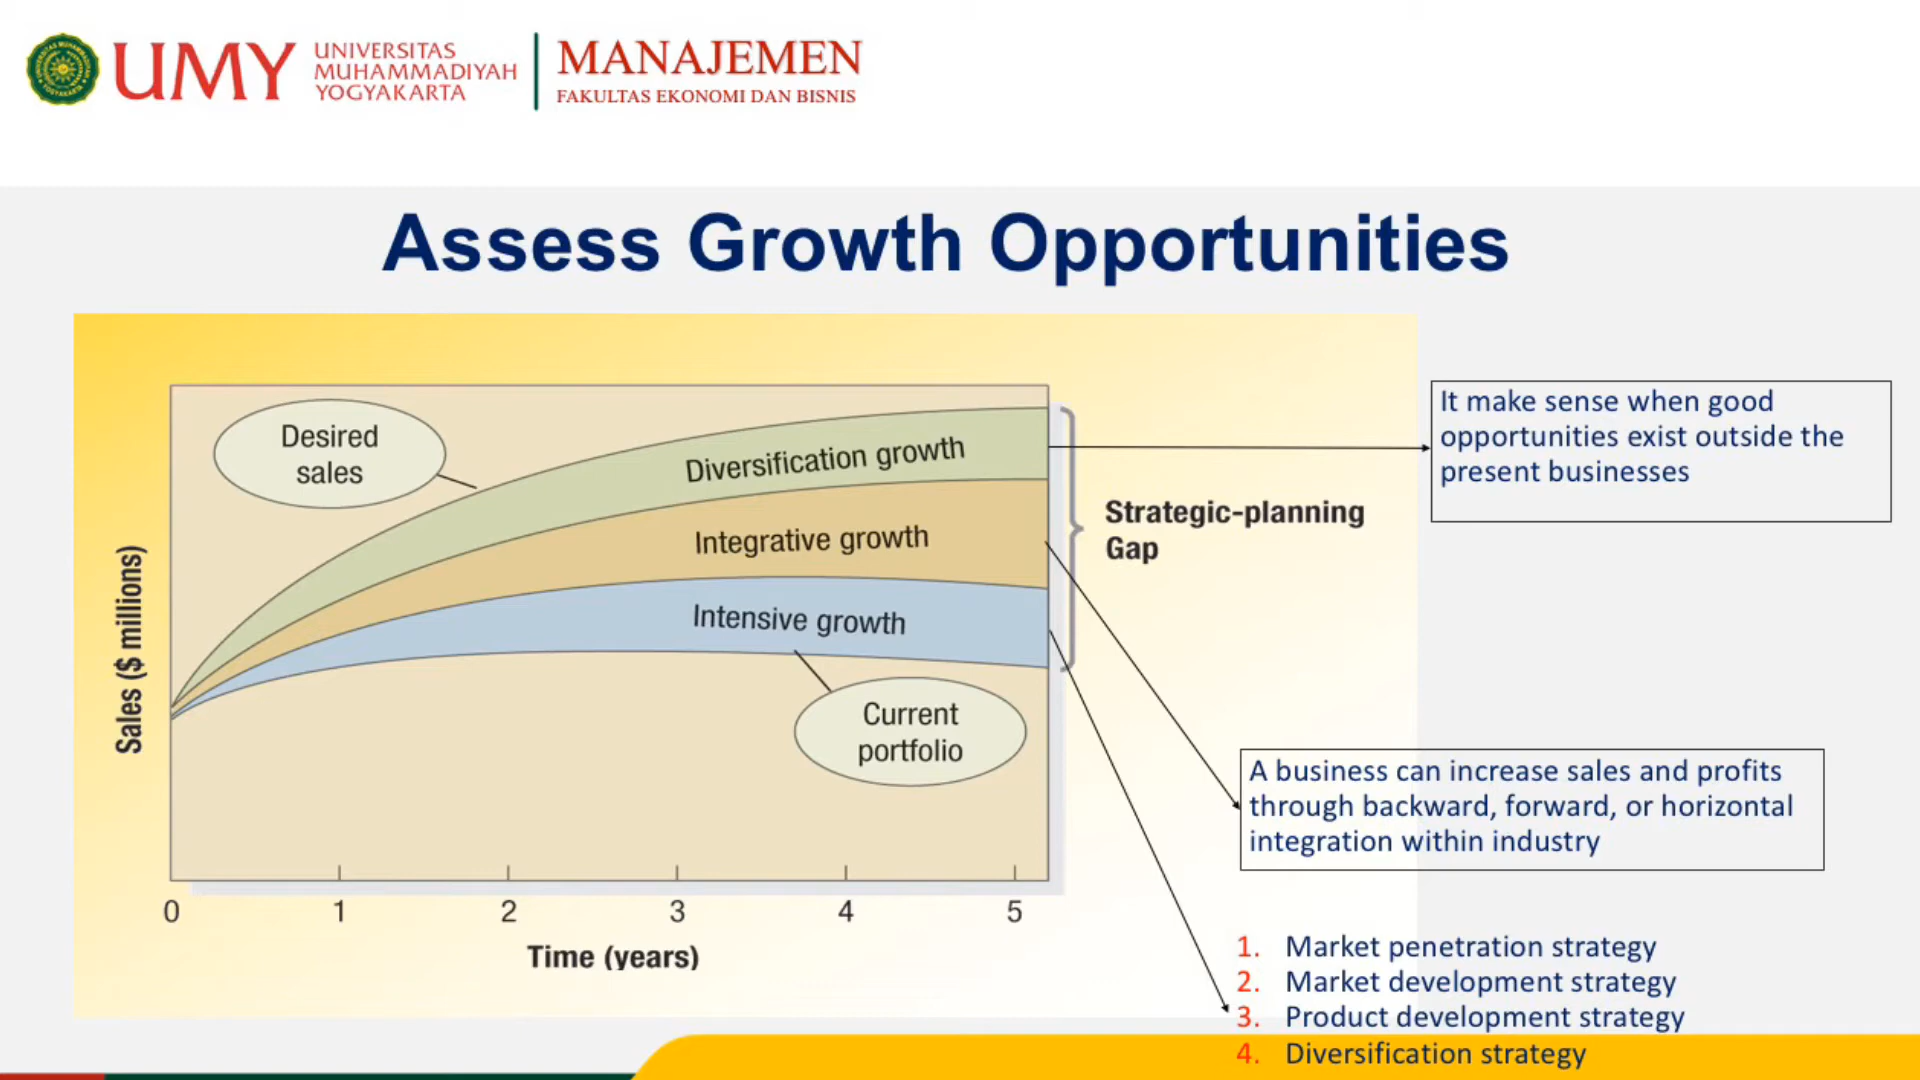 UMY
UNIVERSITAS
MUHAMMADIYAH
YOGYAKARTA
MANAJEMEN
FAKULTAS EKONOMI DAN BISNIS
Assess Growth Opportunities
Desired
sales
Diversification growth
Integrative growth
Intensive growth
Current
portfolio
Strategic-planning
Gap
Sales ($ millions)
0 1 2 3 4 5
Time (years)
It make sense when good
opportunities exist outside the
present businesses
A business can increase sales and profits
through backward, forward, or horizontal
integration within industry
1. Market penetration strategy
2. Market development strategy
3. Product development strategy
4. Diversification strategy